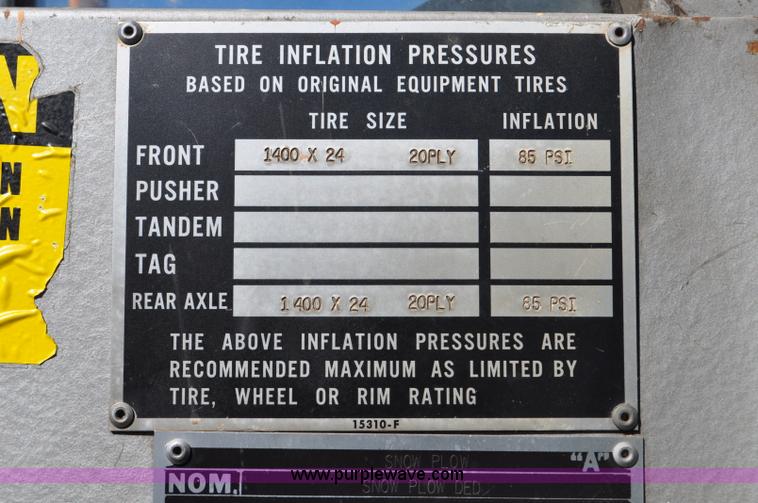 TIRE INFLATION PRESSURES
BASED ON ORIGINAL EQUIPMENT TIRES
TIRE SIZE INFLATION
FRONT 1400 X 24 20PLY 85 PSI
PUSHER
TANDEM
TAG
REAR AXLE 1400 X 24 20PLY 85 PSI
THE ABOVE INFLATION PRESSURES ARE
RECOMMENDED MAXIMUM AS LIMITED BY
TIRE, WHEEL OR RIM RATING
15310-F
SNOW PLOW "A"
www.purplewave.com
NOM. SNOW PLOW DED
N
N
N